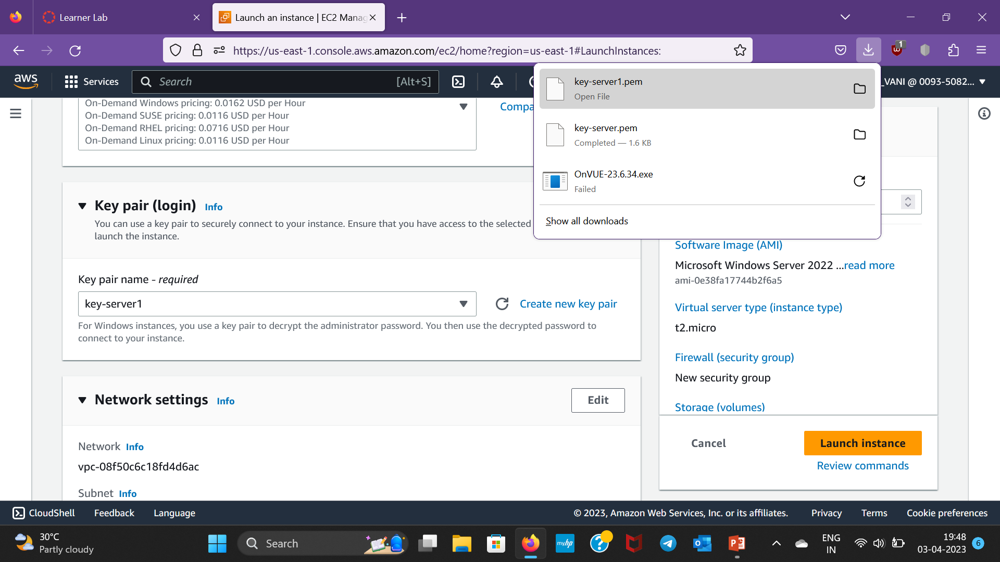 Learner Lab
Launch an instance | EC2 Manag
https://us-east-1.console.aws.amazon.com/ec2/home?region=us-east-1#LaunchInstances:
1
aws
Services
Search
[Alt+S]
_VANI @ 0093-5082...
key-server1.pem
Open File
key-server.pem
Completed — 1.6 KB
OnVUE-23.6.34.exe
Failed
Show all downloads
On-Demand Windows pricing: 0.0162 USD per Hour
On-Demand SUSE pricing: 0.0116 USD per Hour
On-Demand RHEL pricing: 0.0716 USD per Hour
On-Demand Linux pricing: 0.0116 USD per Hour
Compa
Key pair (login) Info
You can use a key pair to securely connect to your instance. Ensure that you have access to the selected
launch the instance.
Key pair name - required
key-server1
Create new key pair
For Windows instances, you use a key pair to decrypt the administrator password. You then use the decrypted password to
connect to your instance.
Network settings Info
Edit
Network Info
vpc-08f50c6c18fd4d6ac
Subnet Info
Software Image (AMI)
Microsoft Windows Server 2022 ...read more
ami-0e38fa17744b2f6a5
Virtual server type (instance type)
t2.micro
Firewall (security group)
New security group
Storage (volumes)
Cancel
Launch instance
Review commands
CloudShell
Feedback
Language
© 2023, Amazon Web Services, Inc. or its affiliates.
Privacy
Terms
Cookie preferences
30°C
Partly cloudy
Search
myhp
ENG
IN
19:48
03-04-2023
6